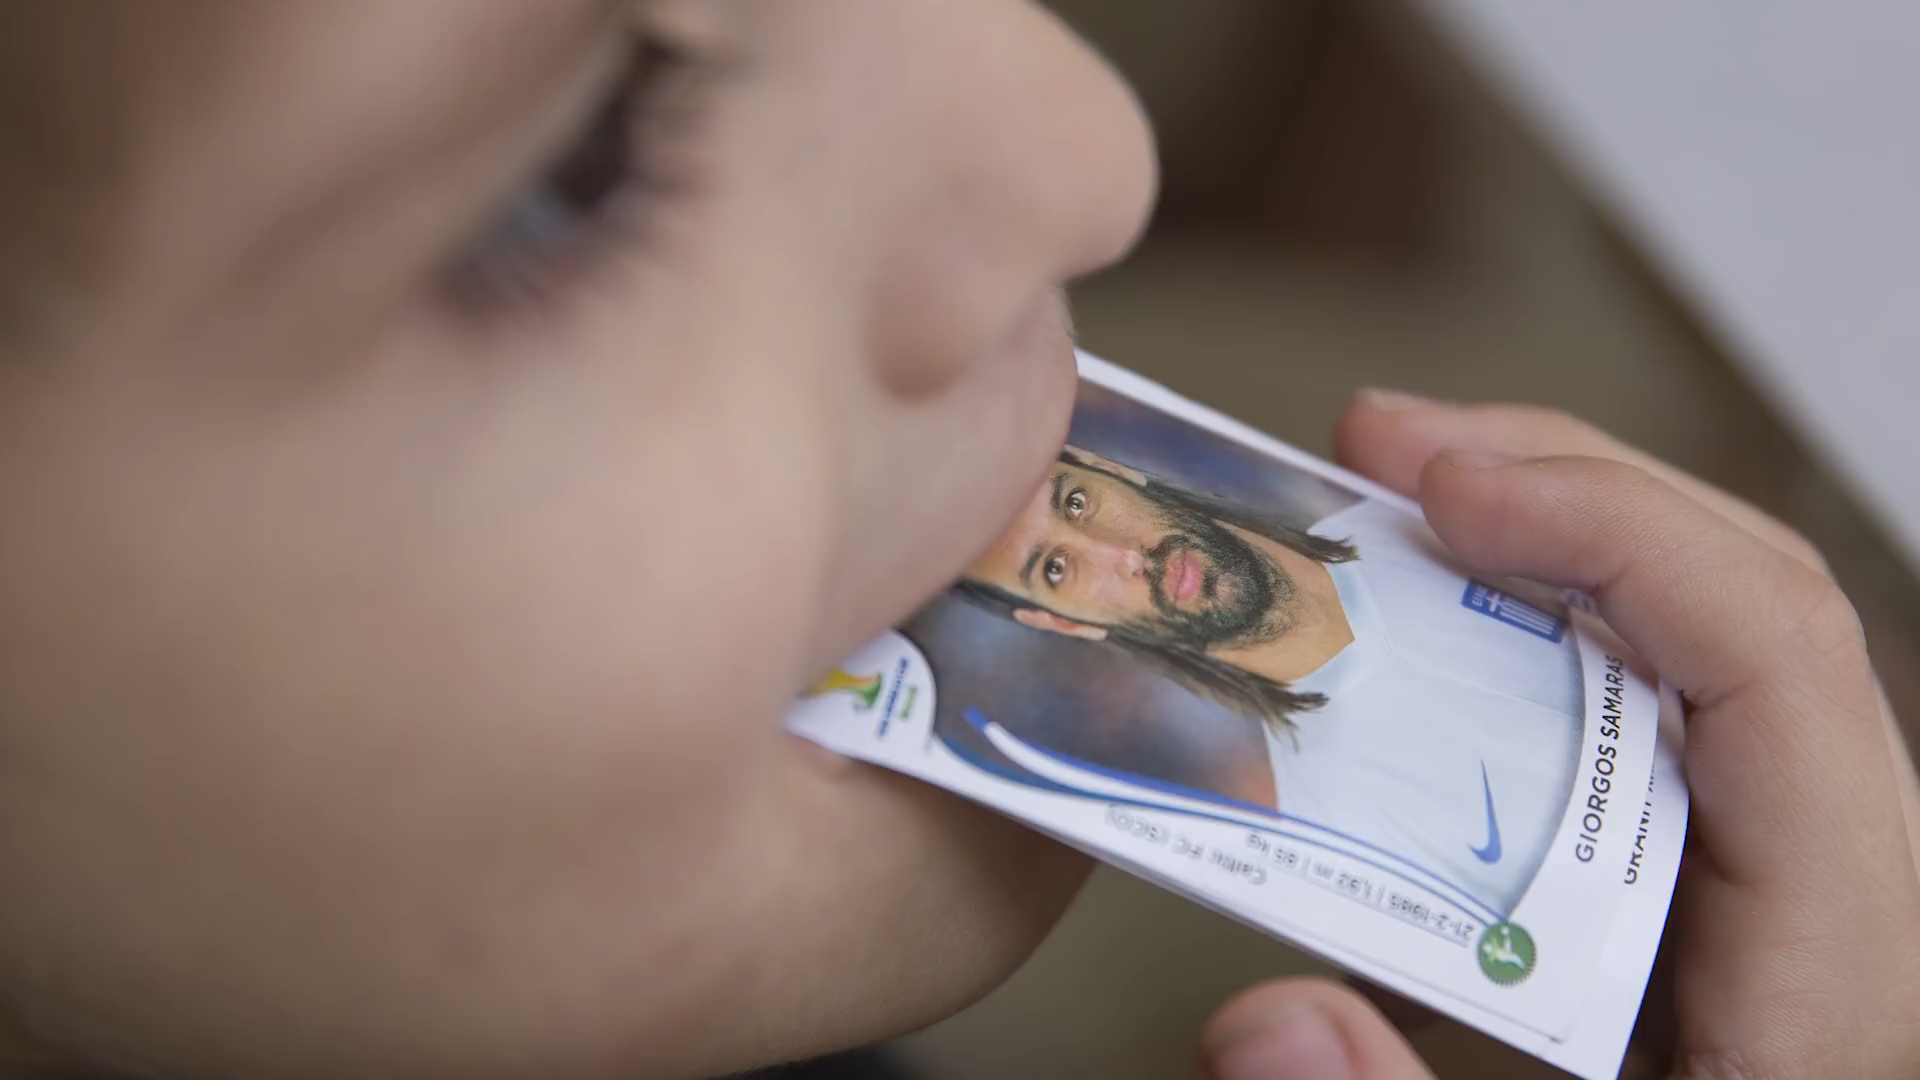 GIORGOS SAMARAS
21-2-1985 | 1,92 m | 85 kg
Celtic FC (SCO)